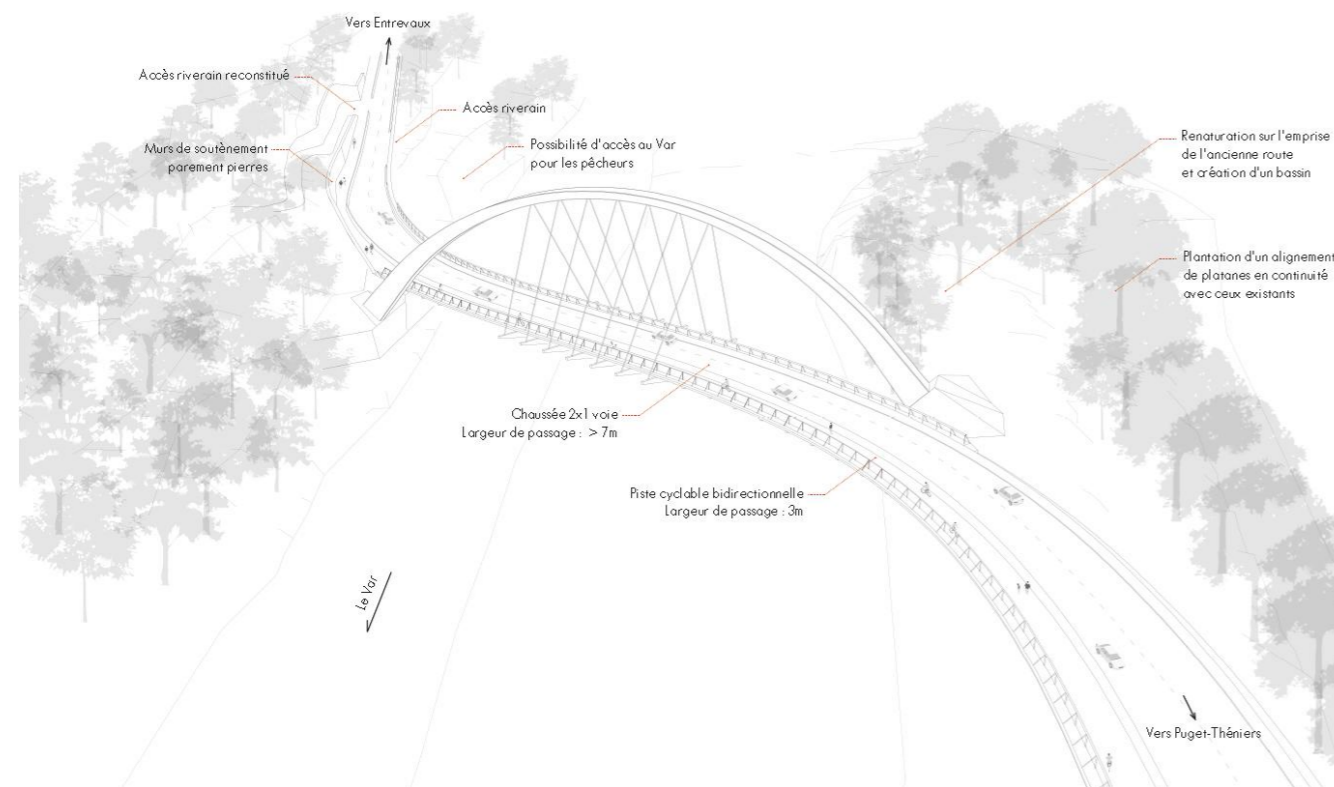 Vers Entrevaux
Accès riverain reconstitué
Accès riverain
Murs de soutènement
parement pierres
Possibilité d'accès au Var
pour les pêcheurs
Renaturation sur l'emprise
de l'ancienne route
et création d'un bassin
Plantation d'un alignement
de platanes en continuité
avec ceux existants
Chaussée 2x1 voie
Largeur de passage : > 7m
Piste cyclable bidirectionnelle
Largeur de passage : 3m
Le Var
Vers Puget-Théniers